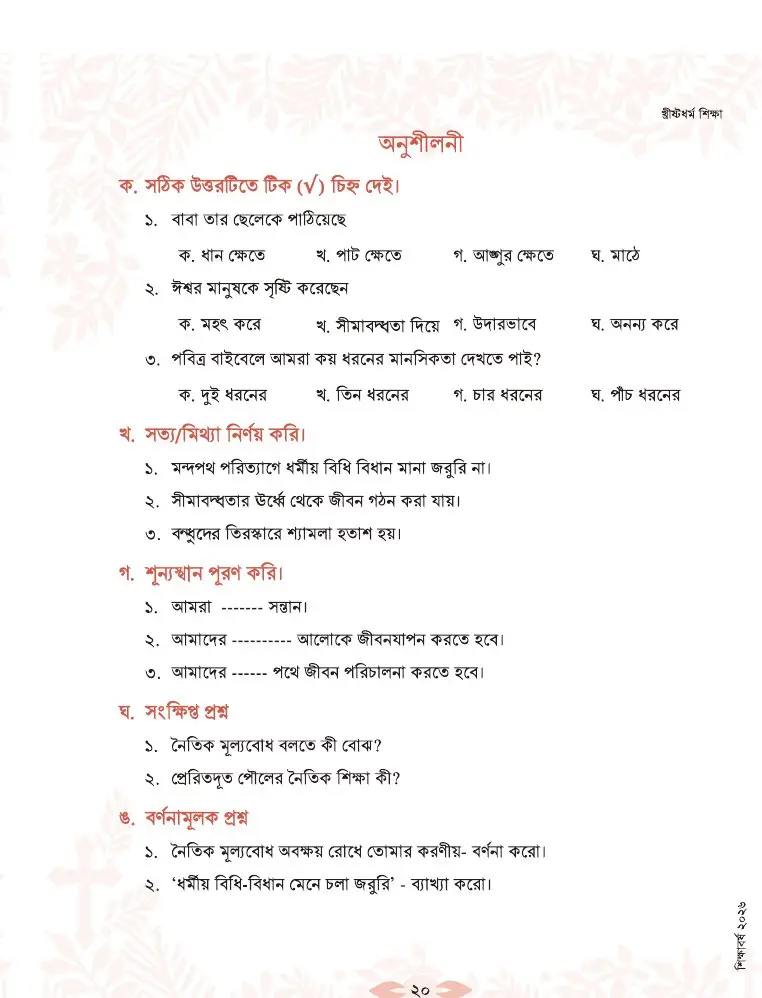 খ্রীষ্টধর্ম শিক্ষা
অনুশীলনী
ক. সঠিক উত্তরটিতে টিক (√) চিহ্ন দেই।
১. বাবা তার ছেলেকে পাঠিয়েছে
ক. ধান ক্ষেতে খ. পাট ক্ষেতে গ. আঙ্গুর ক্ষেতে ঘ. মাঠে
২. ঈশ্বর মানুষকে সৃষ্টি করেছেন
ক. মহৎ করে খ. সীমাবদ্ধতা দিয়ে গ. উদারভাবে ঘ. অনন্য করে
৩. পবিত্র বাইবেলে আমরা কয় ধরনের মানসিকতা দেখতে পাই?
ক. দুই ধরনের খ. তিন ধরনের গ. চার ধরনের ঘ. পাঁচ ধরনের
খ. সত্য/মিথ্যা নির্ণয় করি।
১. মন্দপথ পরিত্যাগে ধর্মীয় বিধি বিধান মানা জরুরি না।
২. সীমাবদ্ধতার ঊর্ধ্বে থেকে জীবন গঠন করা যায়।
৩. বন্ধুদের তিরস্কারে শ্যামলা হতাশ হয়।
গ. শূন্যস্থান পূরণ করি।
১. আমরা ------- সন্তান।
২. আমাদের ---------- আলোকে জীবনযাপন করতে হবে।
৩. আমাদের ------ পথে জীবন পরিচালনা করতে হবে।
ঘ. সংক্ষিপ্ত প্রশ্ন
১. নৈতিক মূল্যবোধ বলতে কী বোঝ?
২. প্রেরিতদূত পৌলের নৈতিক শিক্ষা কী?
ঙ. বর্ণনামূলক প্রশ্ন
১. নৈতিক মূল্যবোধ অবক্ষয় রোধে তোমার করণীয়- বর্ণনা করো।
২. ‘ধর্মীয় বিধি-বিধান মেনে চলা জরুরি’ - ব্যাখ্যা করো।
শিক্ষাবর্ষ ২০২৬
২০